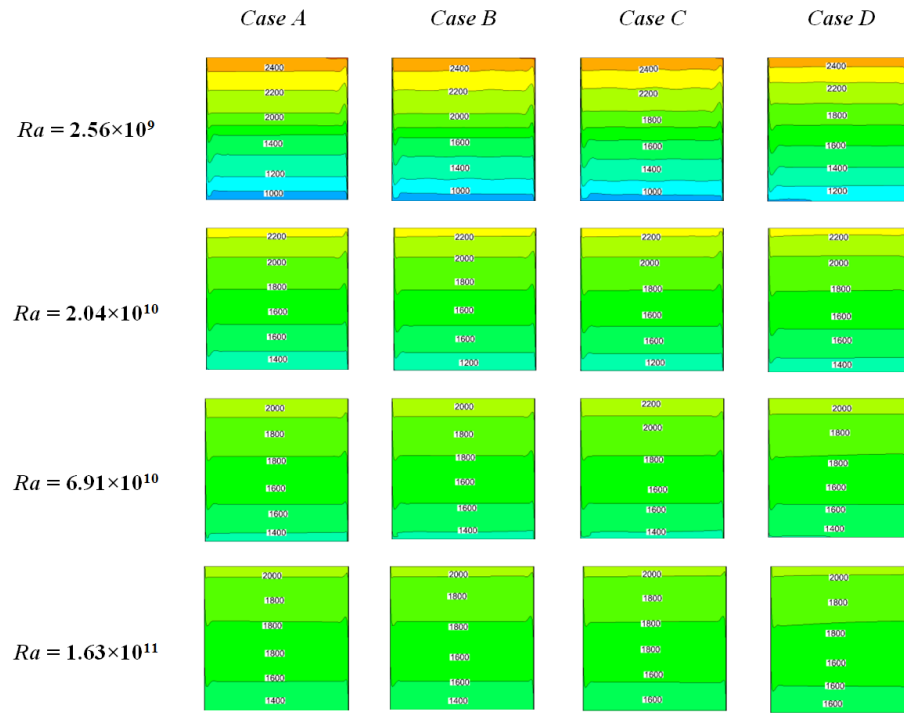 Case A Case B Case C Case D
Ra = 2.56×10⁹
2400 2400 2400 2400
2200 2200 2200 2200
2000 2000 1800 1800
1400 1600 1600 1600
1200 1400 1400 1400
1000 1000 1000 1200
Ra = 2.04×10¹⁰
2200 2200 2200 2200
2000 2000 2000 2000
1800 1800 1800 1800
1600 1600 1600 1600
1600 1600 1600 1600
1400 1200 1200 1400
Ra = 6.91×10¹⁰
2000 2000 2200 2000
1800 1800 2000 1800
1800 1800 1800 1800
1600 1600 1600 1600
1600 1600 1600 1600
1400 1400 1400 1400
Ra = 1.63×10¹¹
2000 2000 2000 2000
1800 1800 1800 1800
1800 1800 1800 1800
1800 1600 1800 1600
1600 1600 1600 1600
1400 1400 1600 1600